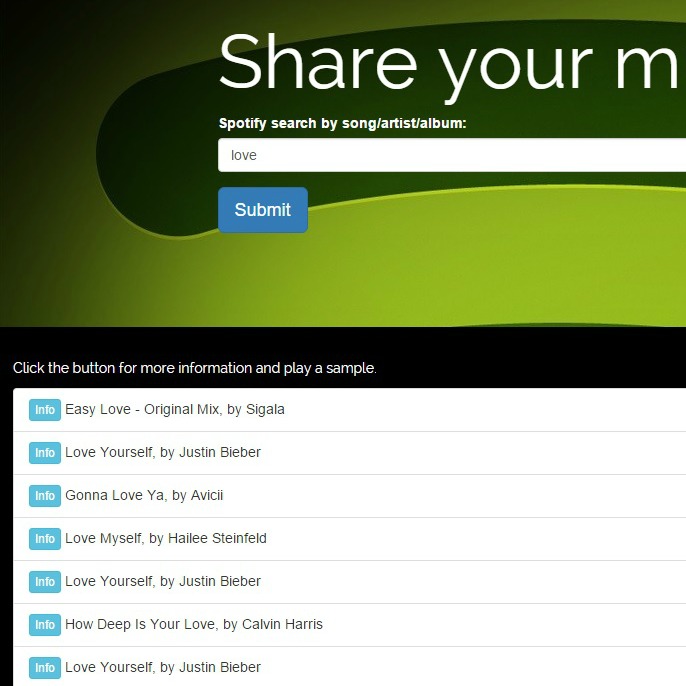 Share your m
Spotify search by song/artist/album:
love
Submit
Click the button for more information and play a sample.
Info Easy Love - Original Mix, by Sigala
Info Love Yourself, by Justin Bieber
Info Gonna Love Ya, by Avicii
Info Love Myself, by Hailee Steinfeld
Info Love Yourself, by Justin Bieber
Info How Deep Is Your Love, by Calvin Harris
Info Love Yourself, by Justin Bieber